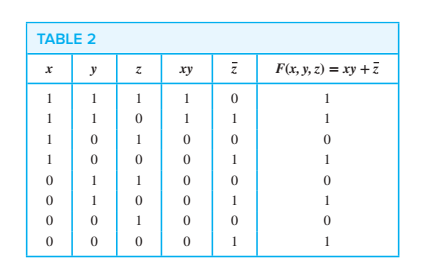 TABLE 2
x y z xy z̄ F(x, y, z) = xy + z̄
1 1 1 1 0 1
1 1 0 1 1 1
1 0 1 0 0 0
1 0 0 0 1 1
0 1 1 0 0 0
0 1 0 0 1 1
0 0 1 0 0 0
0 0 0 0 1 1